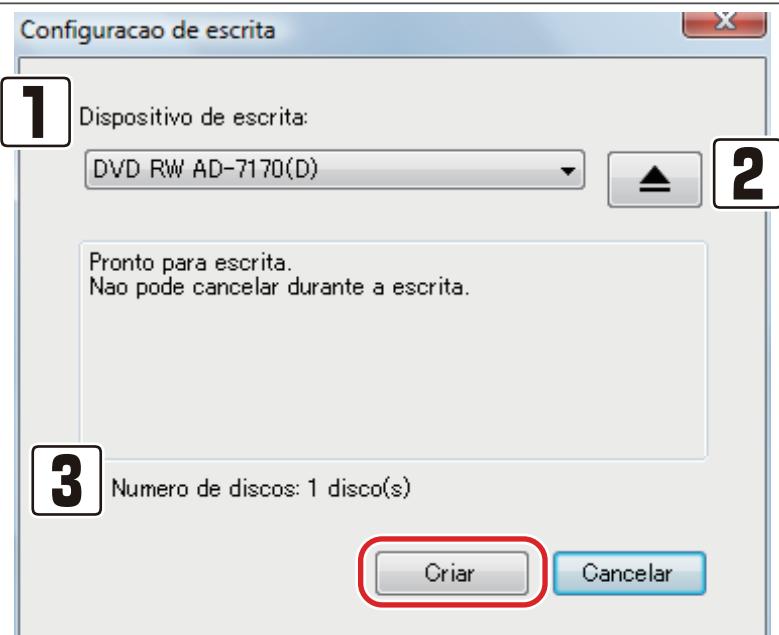 Configuracao de escrita
X
1
Dispositivo de escrita:
DVD RW AD-7170(D)
2
Pronto para escrita.
Nao pode cancelar durante a escrita.
3
Numero de discos: 1 disco(s)
Criar
Cancelar